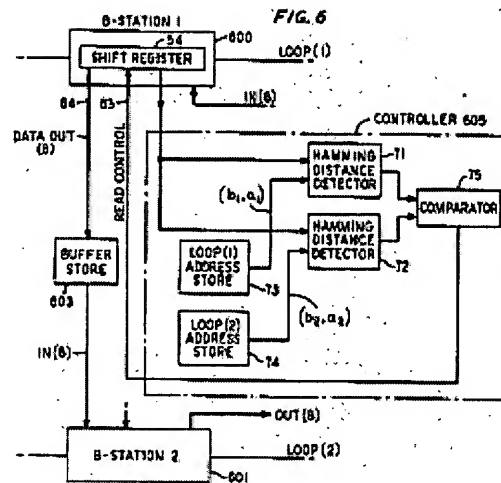 FIG. 6
B-STATION 1
54
600
SHIFT REGISTER
LOOP(1)
64
63
IN(8)
CONTROLLER 605
DATA OUT
(8)
READ CONTROL
71
HAMMING
DISTANCE
DETECTOR
75
COMPARATOR
(b₁,a₁)
HAMMING
DISTANCE
DETECTOR
72
BUFFER
STORE
603
LOOP(1)
ADDRESS
STORE
73
(b₂,a₂)
LOOP(2)
ADDRESS
STORE
74
IN(8)
OUT(8)
B-STATION 2
LOOP(2)
601